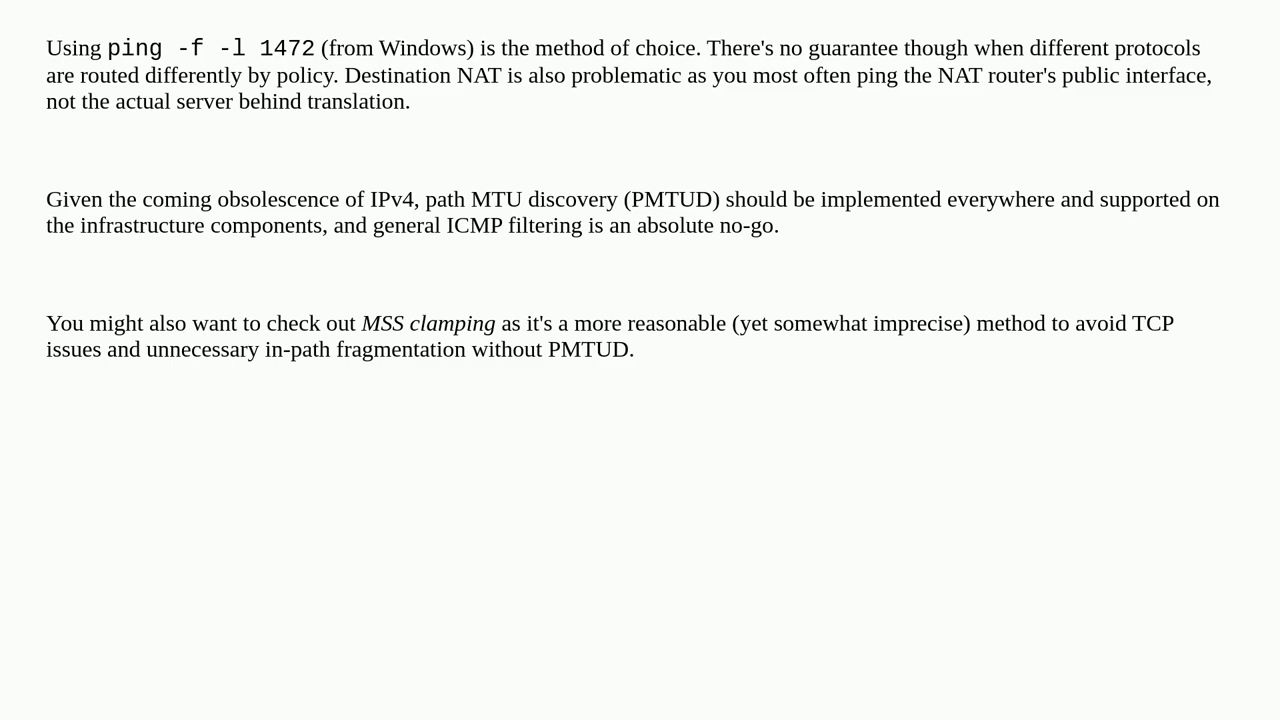 Using ping -f -l 1472 (from Windows) is the method of choice. There's no guarantee though when different protocols
are routed differently by policy. Destination NAT is also problematic as you most often ping the NAT router's public interface,
not the actual server behind translation.
Given the coming obsolescence of IPv4, path MTU discovery (PMTUD) should be implemented everywhere and supported on
the infrastructure components, and general ICMP filtering is an absolute no-go.
You might also want to check out MSS clamping as it's a more reasonable (yet somewhat imprecise) method to avoid TCP
issues and unnecessary in-path fragmentation without PMTUD.